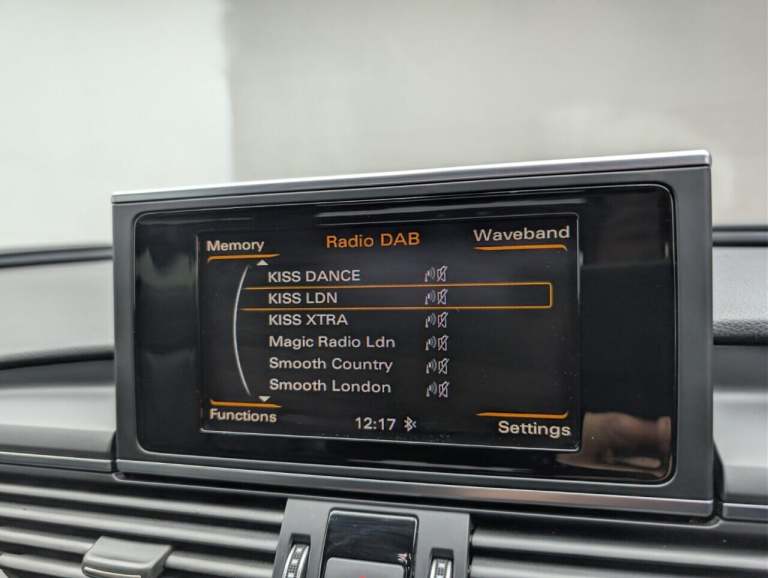 Memory
Radio DAB
Waveband
KISS DANCE
KISS LDN
KISS XTRA
Magic Radio Ldn
Smooth Country
Smooth London
Functions
12:17
Settings